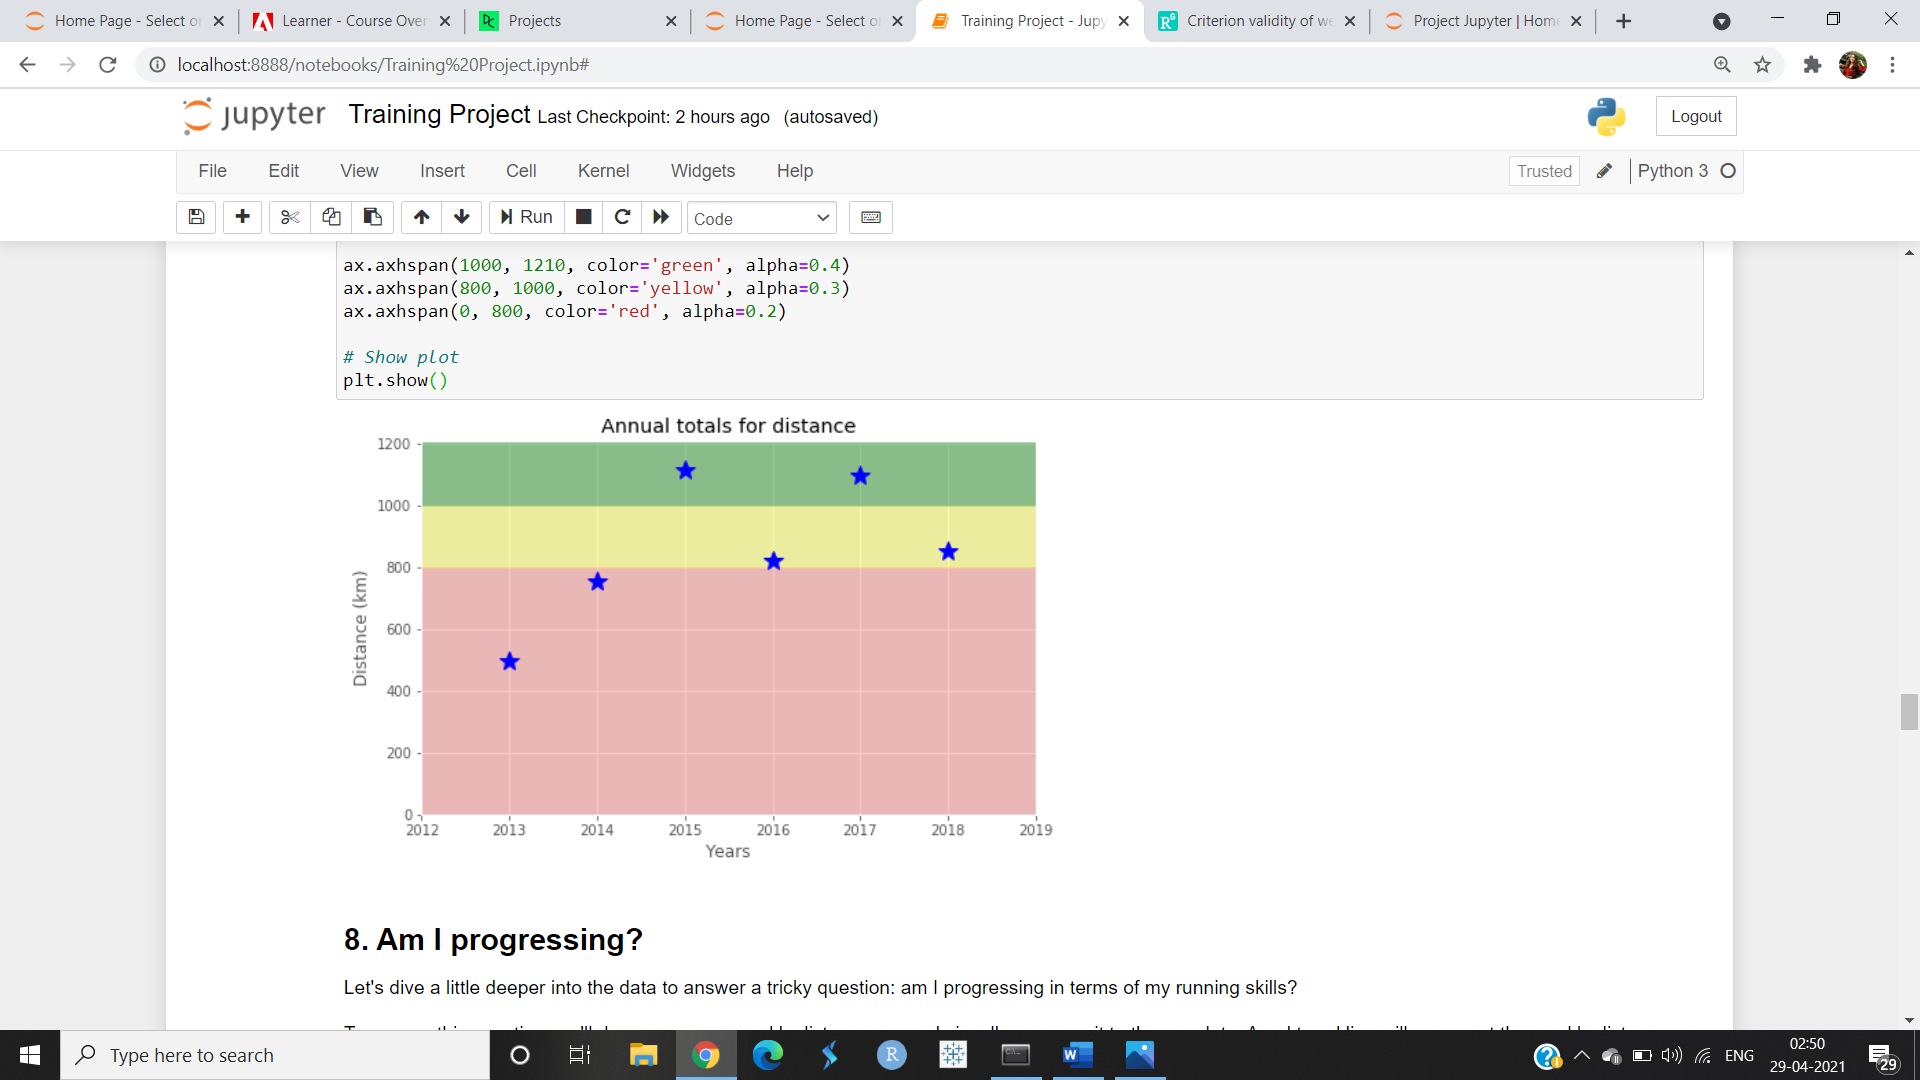 Home Page - Select or
Learner - Course Over
Projects
Home Page - Select or
Training Project - Jupy
Criterion validity of we
Project Jupyter | Home
localhost:8888/notebooks/Training%20Project.ipynb#
jupyter Training Project Last Checkpoint: 2 hours ago (autosaved)
Logout
File Edit View Insert Cell Kernel Widgets Help
Trusted
Python 3
Run
Code
ax.axhspan(1000, 1210, color='green', alpha=0.4)
ax.axhspan(800, 1000, color='yellow', alpha=0.3)
ax.axhspan(0, 800, color='red', alpha=0.2)
# Show plot
plt.show()
Annual totals for distance
1200
1000
800
600
400
200
0
Distance (km)
2012 2013 2014 2015 2016 2017 2018 2019
Years
8. Am I progressing?
Let's dive a little deeper into the data to answer a tricky question: am I progressing in terms of my running skills?
Type here to search
ENG
02:50
29-04-2021
29